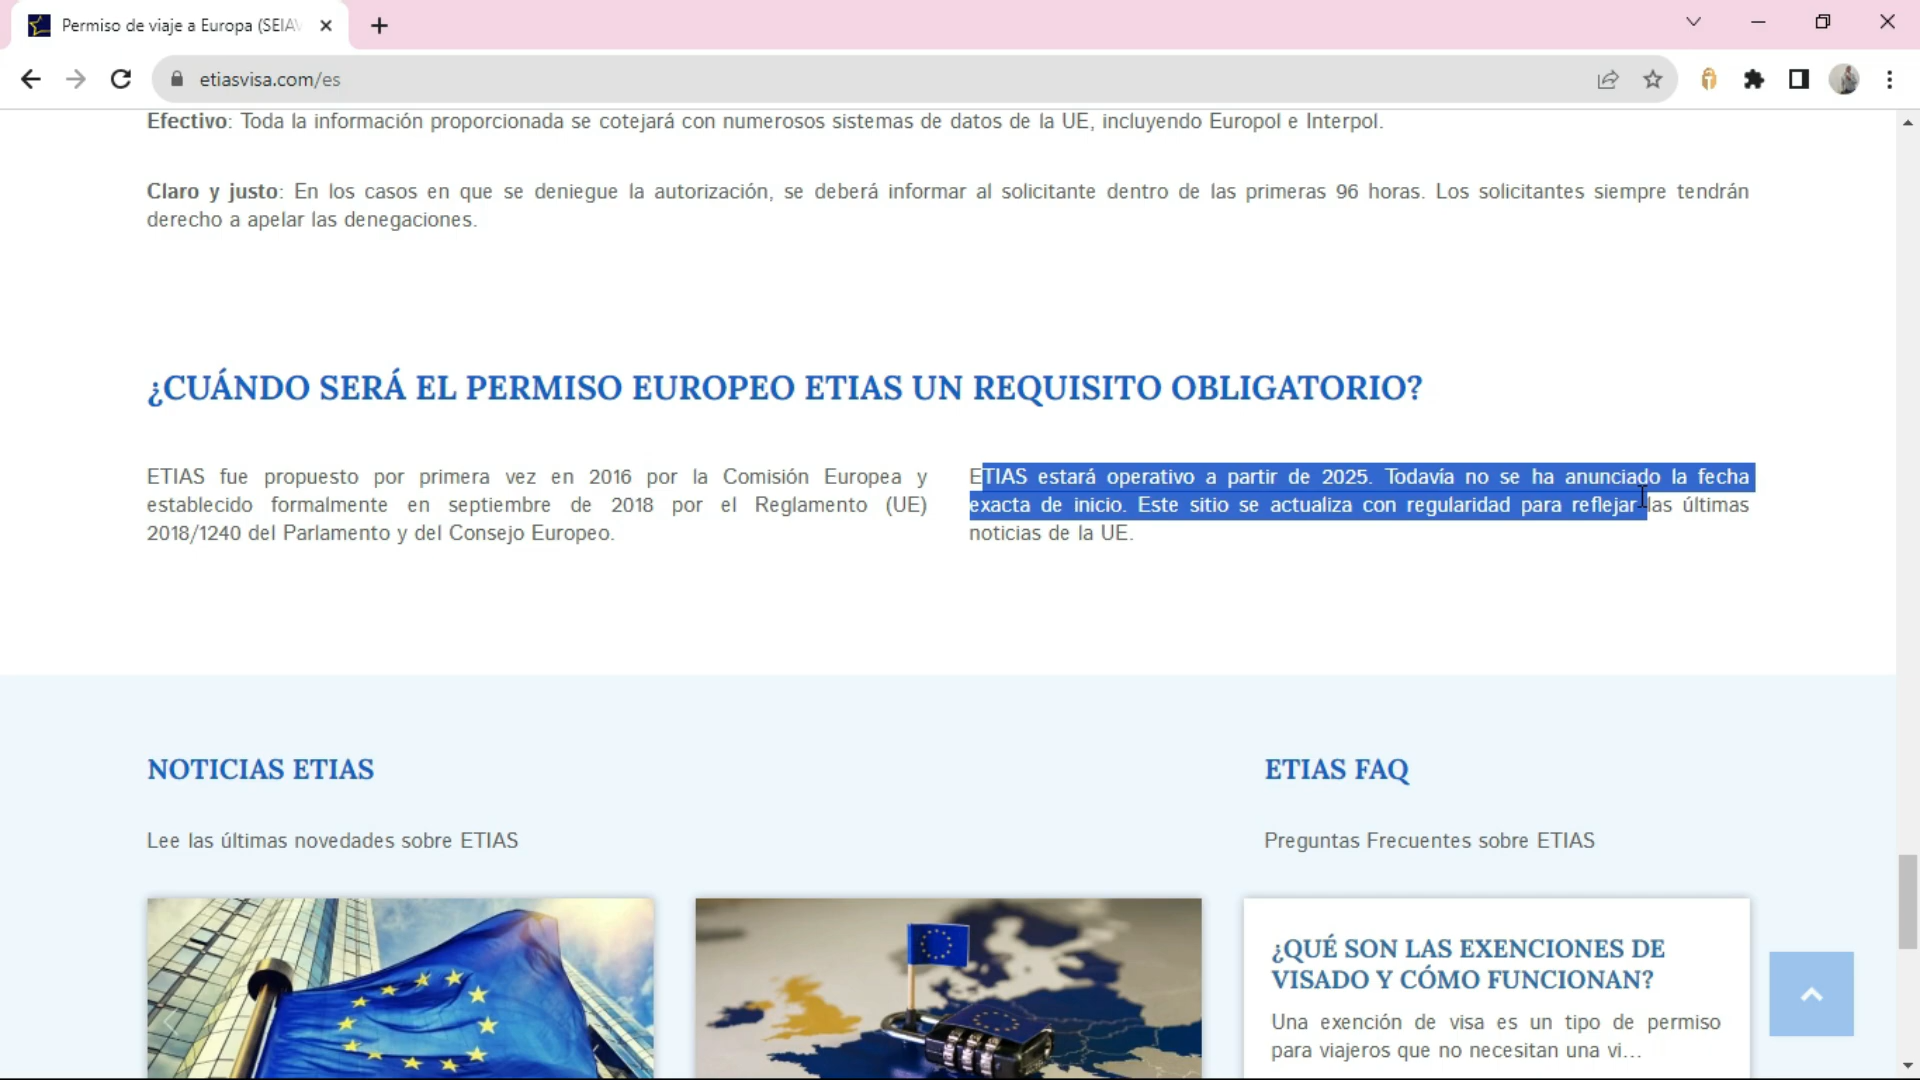 Permiso de viaje a Europa (SEIAV
etiasvisa.com/es
Efectivo: Toda la información proporcionada se cotejará con numerosos sistemas de datos de la UE, incluyendo Europol e Interpol.
Claro y justo: En los casos en que se deniegue la autorización, se deberá informar al solicitante dentro de las primeras 96 horas. Los solicitantes siempre tendrán
derecho a apelar las denegaciones.
¿CUÁNDO SERÁ EL PERMISO EUROPEO ETIAS UN REQUISITO OBLIGATORIO?
ETIAS fue propuesto por primera vez en 2016 por la Comisión Europea y
establecido formalmente en septiembre de 2018 por el Reglamento (UE)
2018/1240 del Parlamento y del Consejo Europeo.
ETIAS estará operativo a partir de 2025. Todavía no se ha anunciado la fecha
exacta de inicio. Este sitio se actualiza con regularidad para reflejar las últimas
noticias de la UE.
NOTICIAS ETIAS
Lee las últimas novedades sobre ETIAS
ETIAS FAQ
Preguntas Frecuentes sobre ETIAS
¿QUÉ SON LAS EXENCIONES DE
VISADO Y CÓMO FUNCIONAN?
Una exención de visa es un tipo de permiso
para viajeros que no necesitan una vi...